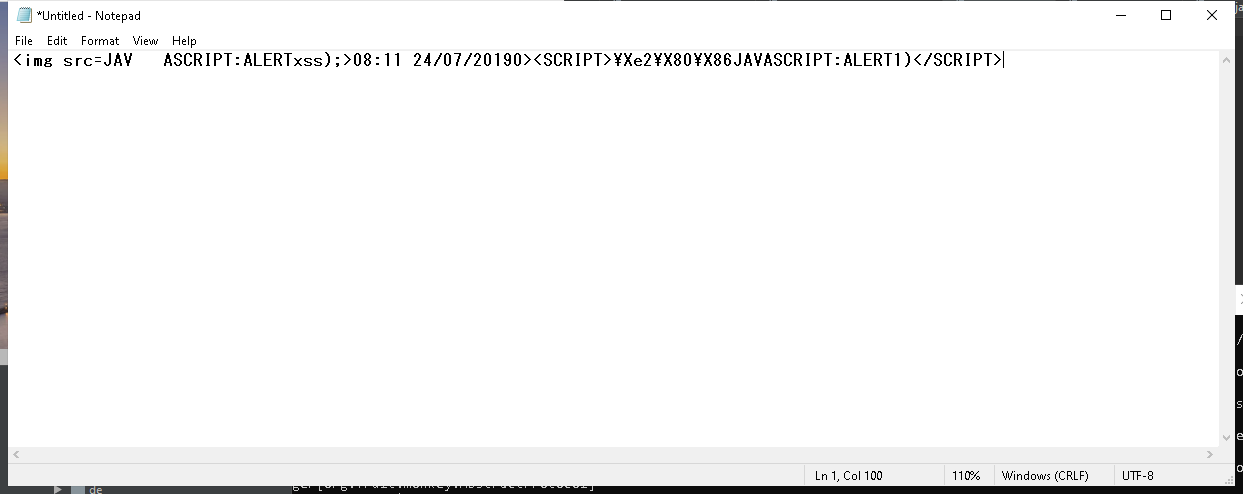 *Untitled - Notepad
File Edit Format View Help
<img src=JAV   ASCRIPT:ALERTxss);>08:11 24/07/20190><SCRIPT>¥Xe2¥X80¥X86JAVASCRIPT:ALERT1)</SCRIPT>
Ln 1, Col 100 110% Windows (CRLF) UTF-8
de